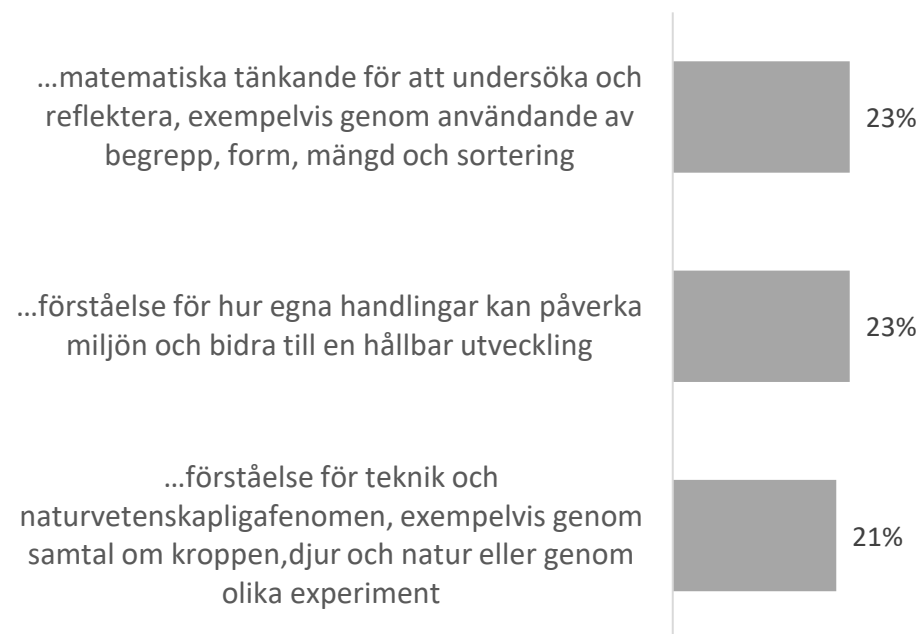 …matematiska tänkande för att undersöka och
reflektera, exempelvis genom användande av
begrepp, form, mängd och sortering
23%
…förståelse för hur egna handlingar kan påverka
miljön och bidra till en hållbar utveckling
23%
…förståelse för teknik och
naturvetenskapligafenomen, exempelvis genom
samtal om kroppen,djur och natur eller genom
olika experiment
21%